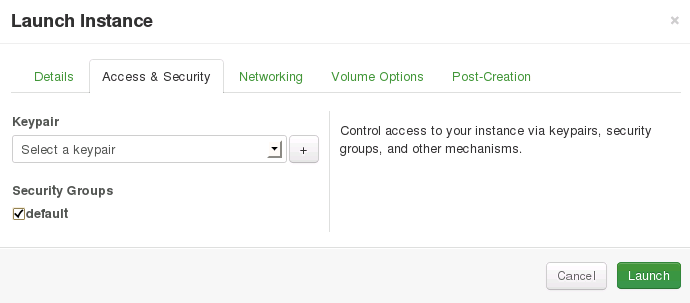 Launch Instance
×
Details
Access & Security
Networking
Volume Options
Post-Creation
Keypair
Select a keypair
+
Security Groups
default
Control access to your instance via keypairs, security
groups, and other mechanisms.
Cancel
Launch